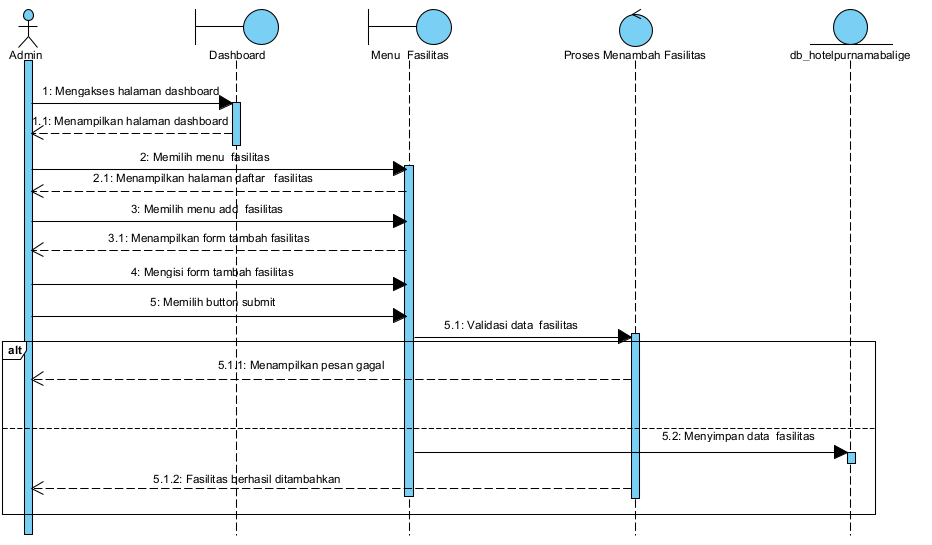 Admin
Dashboard
Menu Fasilitas
Proses Menambah Fasilitas
db_hotelpurnamabalige
1: Mengakses halaman dashboard
1.1: Menampilkan halaman dashboard
2: Memilih menu fasilitas
2.1: Menampilkan halaman daftar fasilitas
3: Memilih menu add fasilitas
3.1: Menampilkan form tambah fasilitas
4: Mengisi form tambah fasilitas
5: Memilih button submit
5.1: Validasi data fasilitas
alt
5.1.1: Menampilkan pesan gagal
5.2: Menyimpan data fasilitas
5.1.2: Fasilitas berhasil ditambahkan